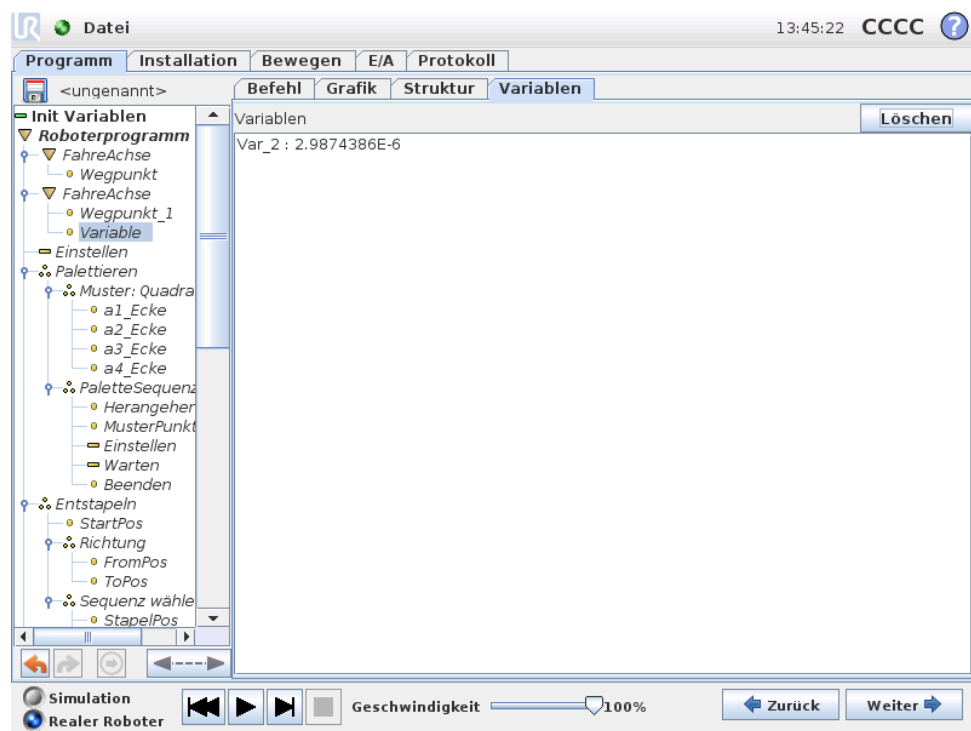 UR Datei 13:45:22 CCCC ?
Programm Installation Bewegen E/A Protokoll
<ungenannt>
Befehl Grafik Struktur Variablen
Init Variablen
Roboterprogramm
FahreAchse
Wegpunkt
FahreAchse
Wegpunkt_1
Variable
Einstellen
Palettieren
Muster: Quadra
a1_Ecke
a2_Ecke
a3_Ecke
a4_Ecke
PaletteSequenz
Herangeher
MusterPunkt
Einstellen
Warten
Beenden
Entstapeln
StartPos
Richtung
FromPos
ToPos
Sequenz wähle
StapelPos
Variablen Löschen
Var_2 : 2.9874386E-6
Simulation
Realer Roboter
Geschwindigkeit 100%
Zurück Weiter